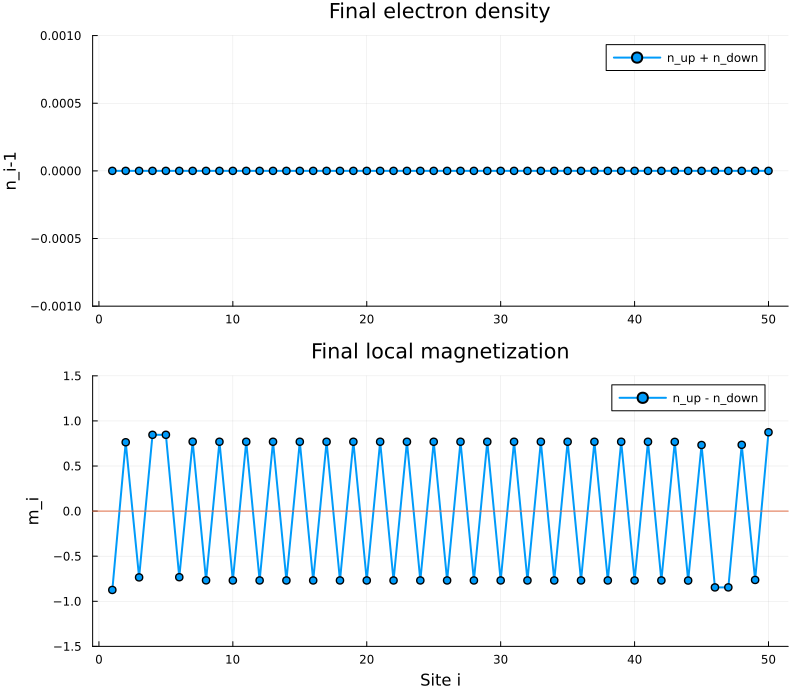 Final electron density
n_i-1
0.0010
0.0005
0.0000
−0.0005
−0.0010
n_up + n_down
0 10 20 30 40 50
Final local magnetization
m_i
1.5
1.0
0.5
0.0
−0.5
−1.0
−1.5
n_up - n_down
0 10 20 30 40 50
Site i